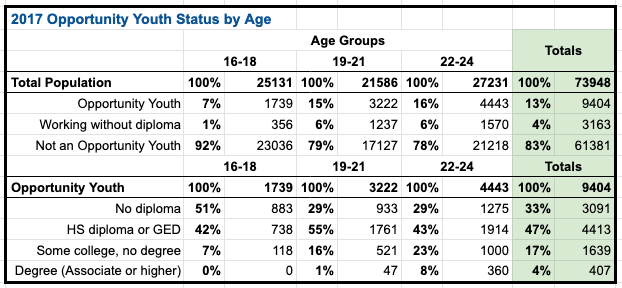 2017 Opportunity Youth Status by Age
Age Groups Totals
16-18 19-21 22-24
Total Population 100% 25131 100% 21586 100% 27231 100% 73948
Opportunity Youth 7% 1739 15% 3222 16% 4443 13% 9404
Working without diploma 1% 356 6% 1237 6% 1570 4% 3163
Not an Opportunity Youth 92% 23036 79% 17127 78% 21218 83% 61381
16-18 19-21 22-24 Totals
Opportunity Youth 100% 1739 100% 3222 100% 4443 100% 9404
No diploma 51% 883 29% 933 29% 1275 33% 3091
HS diploma or GED 42% 738 55% 1761 43% 1914 47% 4413
Some college, no degree 7% 118 16% 521 23% 1000 17% 1639
Degree (Associate or higher) 0% 0 1% 47 8% 360 4% 407